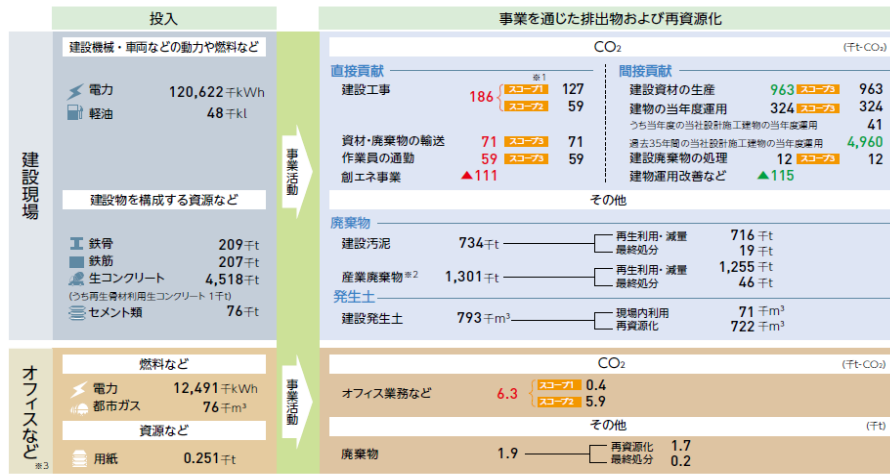 投入
事業を通じた排出物および再資源化
建設現場
建設機械・車両などの動力や燃料など
電力 120,622 千kWh
軽油 48 千kl
建設物を構成する資源など
鉄骨 209千t
鉄筋 207千t
生コンクリート 4,518千t
(うち再生骨材利用生コンクリート 1千t)
セメント類 76千t
事業活動
CO₂ (千t-CO₂)
直接貢献
※1
建設工事 186 スコープ1 127
スコープ2 59
資材・廃棄物の輸送 71 スコープ3 71
作業員の通勤 59 スコープ3 59
創エネ事業 ▲111
間接貢献
建設資材の生産 963 スコープ3 963
建物の当年度運用 324 スコープ3 324
うち当年度の当社設計施工建物の当年度運用 41
過去35年間の当社設計施工建物の当年度運用 4,960
建設廃棄物の処理 12 スコープ3 12
建物運用改善など ▲115
その他
廃棄物
建設汚泥 734千t 再生利用・減量 716 千t
最終処分 19 千t
産業廃棄物※2 1,301千t 再生利用・減量 1,255 千t
最終処分 46 千t
発生土
建設発生土 793千m³ 現場内利用 71 千m³
再資源化 722 千m³
オフィスなど
※3
燃料など
電力 12,491千kWh
都市ガス 76千m³
資源など
用紙 0.251千t
事業活動
CO₂ (千t-CO₂)
オフィス業務など 6.3 スコープ1 0.4
スコープ2 5.9
その他 (千t)
廃棄物 1.9 再資源化 1.7
最終処分 0.2